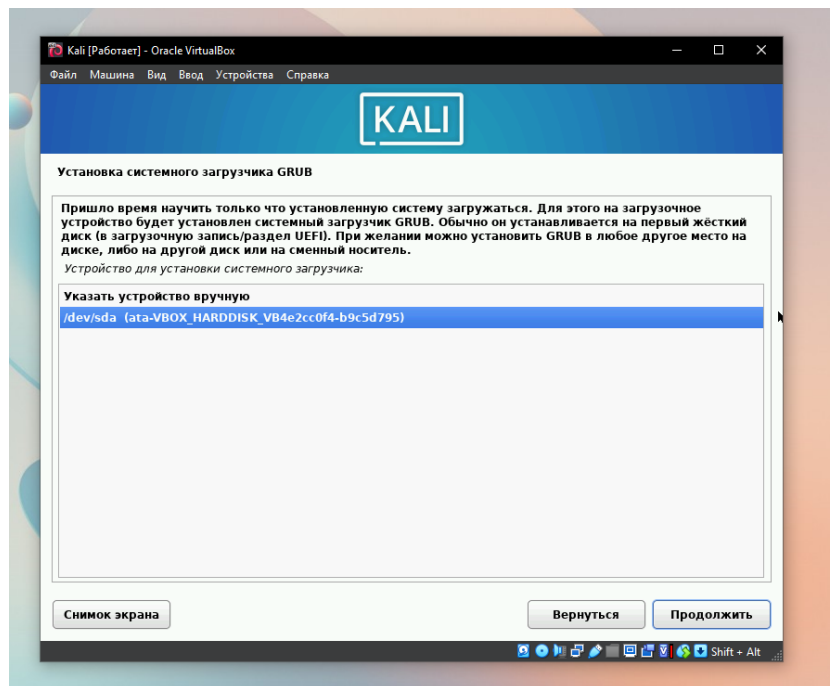 Kali [Работает] - Oracle VirtualBox
Файл Машина Вид Ввод Устройства Справка
KALI
Установка системного загрузчика GRUB
Пришло время научить только что установленную систему загружаться. Для этого на загрузочное
устройство будет установлен системный загрузчик GRUB. Обычно он устанавливается на первый жёсткий
диск (в загрузочную запись/раздел UEFI). При желании можно установить GRUB в любое другое место на
диске, либо на другой диск или на сменный носитель.
Устройство для установки системного загрузчика:
Указать устройство вручную
/dev/sda (ata-VBOX_HARDDISK_VB4e2cc0f4-b9c5d795)
Снимок экрана Вернуться Продолжить
Shift + Alt